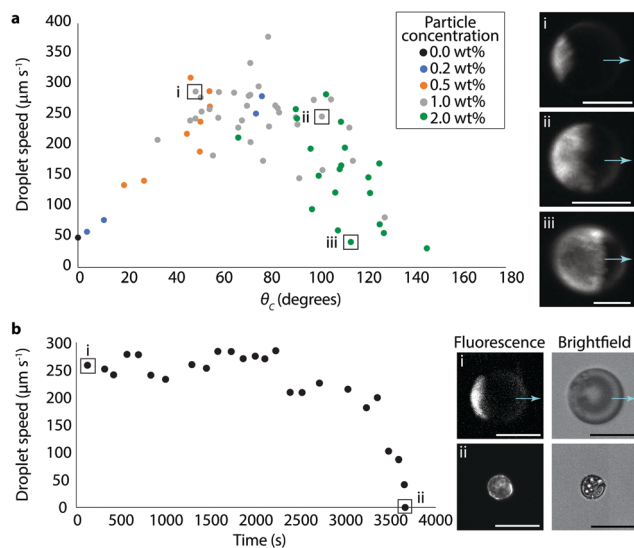 a
400
350
300
250
200
150
100
50
0
Droplet speed (μm s⁻¹)
0 20 40 60 80 100 120 140 160 180
θC (degrees)
i
ii
iii
Particle
concentration
0.0 wt%
0.2 wt%
0.5 wt%
1.0 wt%
2.0 wt%
i
ii
iii
b
300
250
200
150
100
50
0
Droplet speed (μm s⁻¹)
0 500 1000 1500 2000 2500 3000 3500 4000
Time (s)
i
ii
Fluorescence Brightfield
i
ii